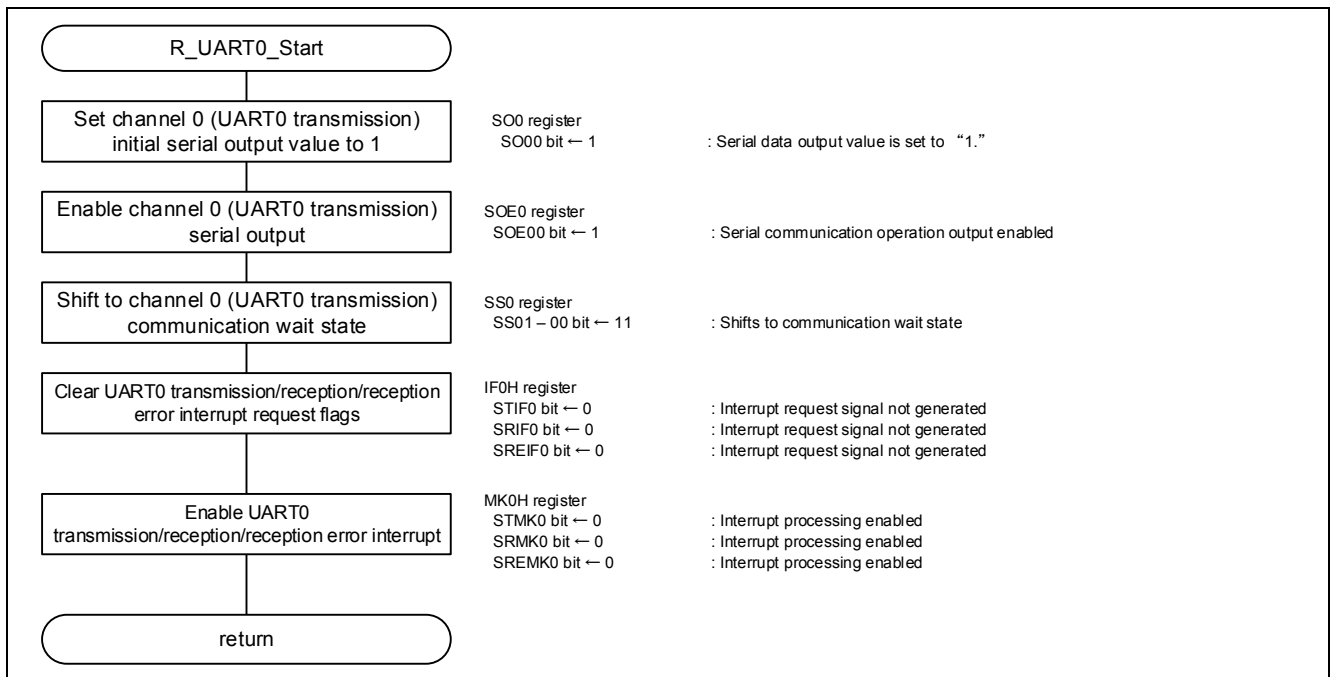 R_UART0_Start
Set channel 0 (UART0 transmission)
initial serial output value to 1
SO0 register
SO00 bit ← 1 : Serial data output value is set to “1.”
Enable channel 0 (UART0 transmission)
serial output
SOE0 register
SOE00 bit ← 1 : Serial communication operation output enabled
Shift to channel 0 (UART0 transmission)
communication wait state
SS0 register
SS01 – 00 bit ← 11 : Shifts to communication wait state
Clear UART0 transmission/reception/reception
error interrupt request flags
IF0H register
STIF0 bit ← 0 : Interrupt request signal not generated
SRIF0 bit ← 0 : Interrupt request signal not generated
SREIF0 bit ← 0 : Interrupt request signal not generated
Enable UART0
transmission/reception/reception error interrupt
MK0H register
STMK0 bit ← 0 : Interrupt processing enabled
SRMK0 bit ← 0 : Interrupt processing enabled
SREMK0 bit ← 0 : Interrupt processing enabled
return